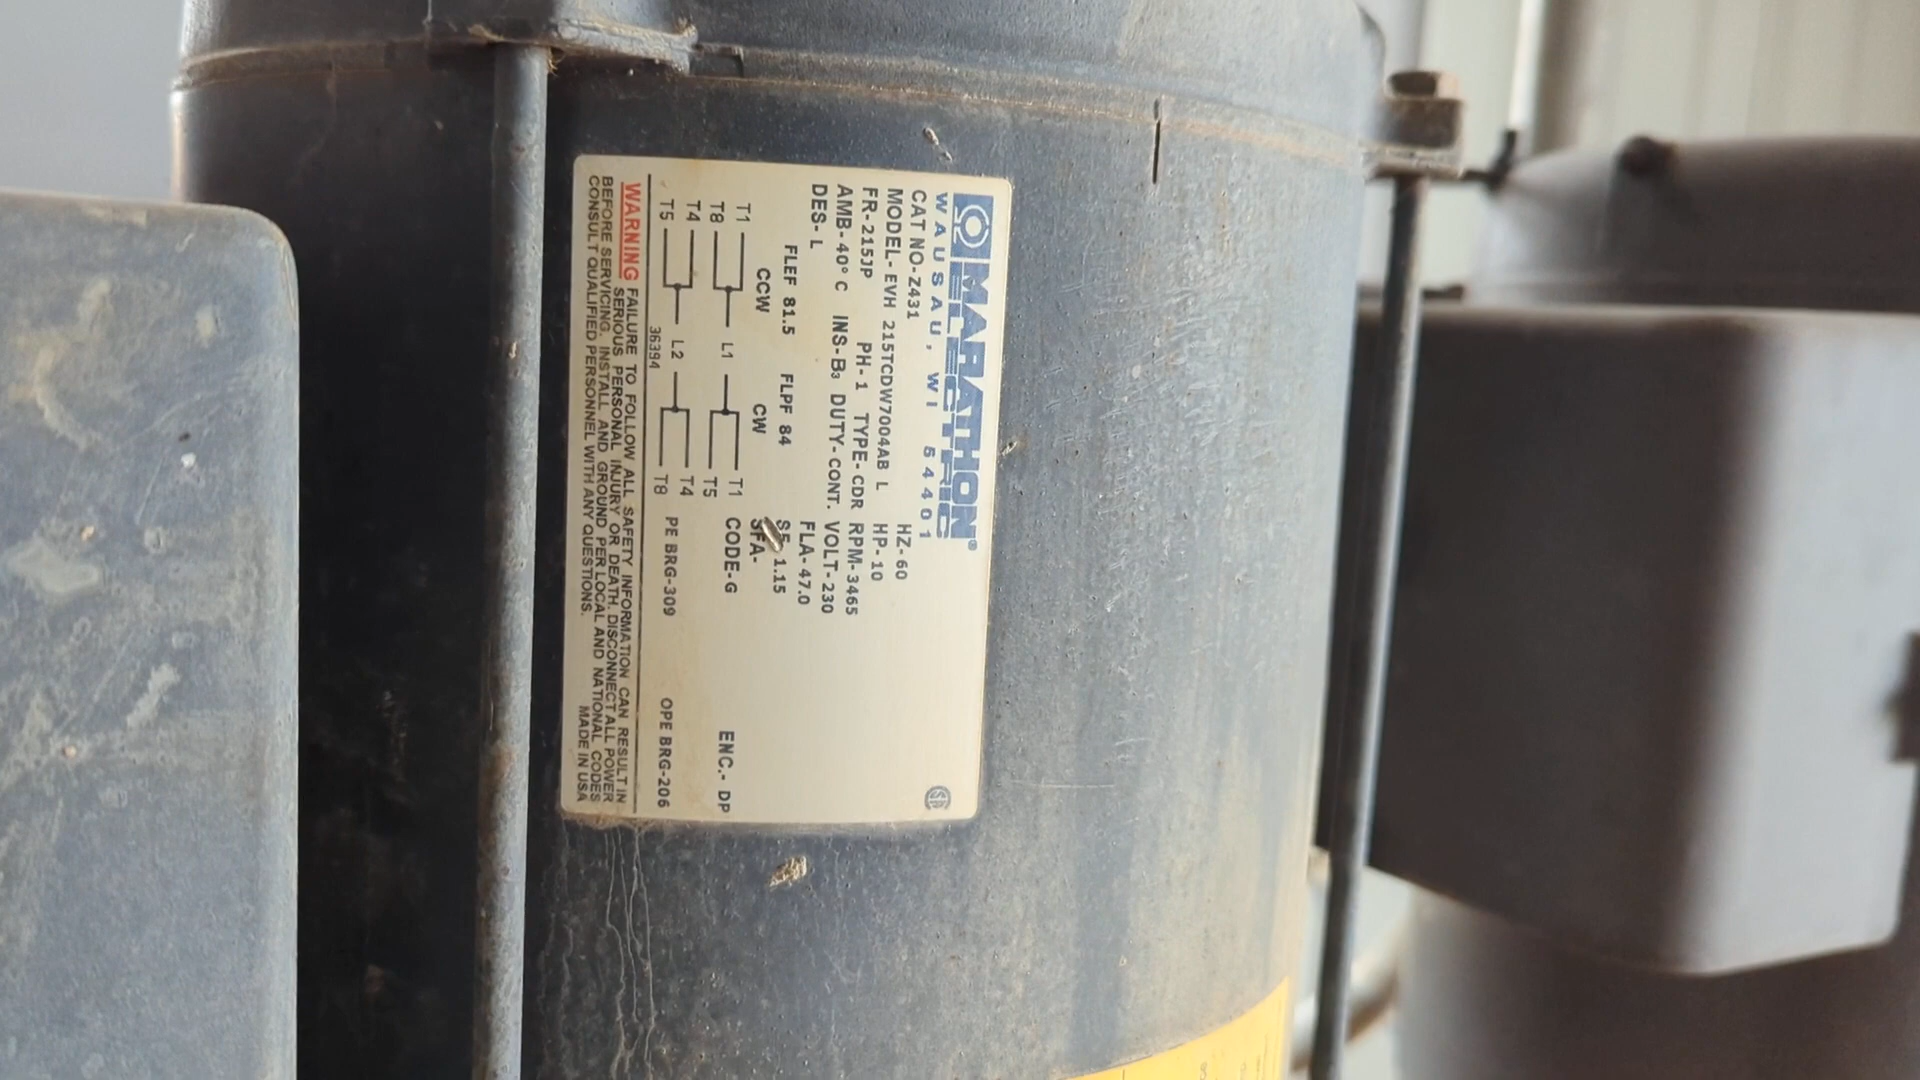 MARATHON®
ELECTRIC
WAUSAU, WI 54401
CAT NO-Z431
HZ-60
MODEL-EVH 215TCDW7004AB L
HP-10
FR-215JP PH-1 TYPE-CDR RPM-3465
AMB-40° C INS-B3 DUTY-CONT. VOLT-230
DES-L
FLA-47.0
FLEF 81.5 FLPF 84
SF-1.15
CCW CW
SFA-
T1 T1 CODE-G ENC.-DP
T8 L1 T5
T4 T4
T5 L2 T8 PE BRG-309 OPE BRG-206
36394
WARNING FAILURE TO FOLLOW ALL SAFETY INFORMATION CAN RESULT IN
SERIOUS PERSONAL INJURY OR DEATH. DISCONNECT ALL POWER
BEFORE SERVICING. INSTALL AND GROUND PER LOCAL AND NATIONAL CODES
CONSULT QUALIFIED PERSONNEL WITH ANY QUESTIONS. MADE IN USA